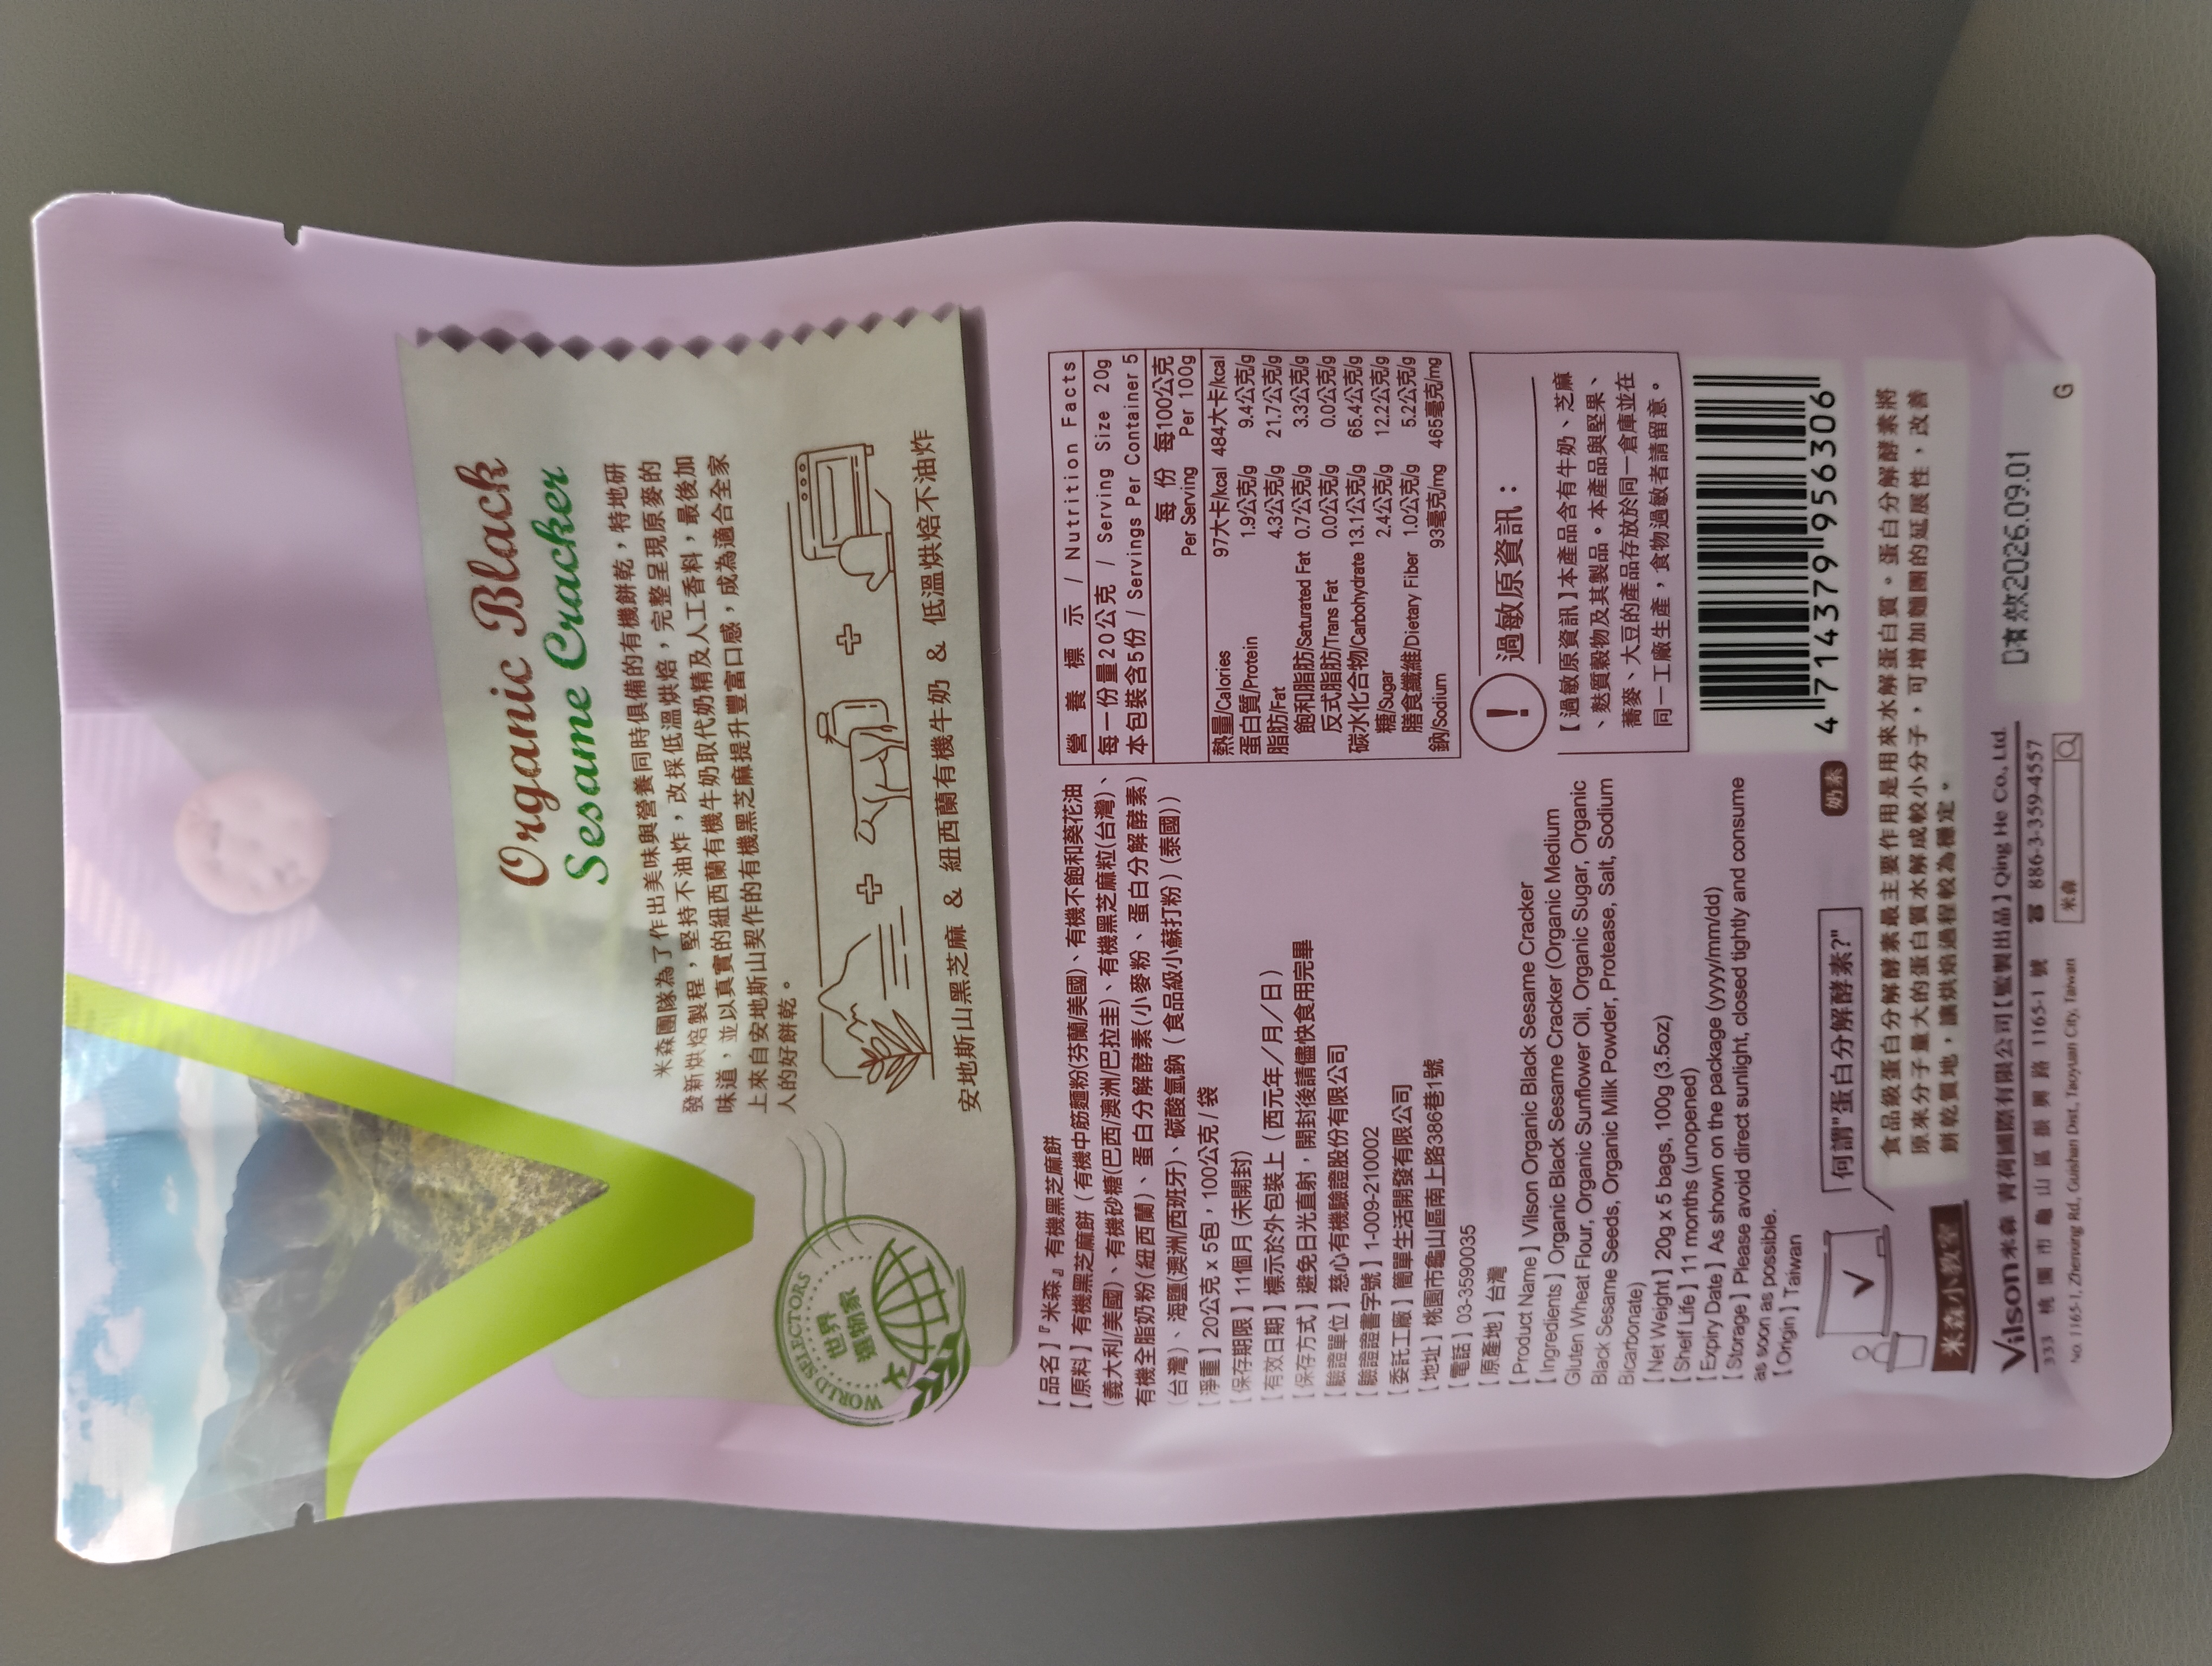 Organic Black
Sesame Cracker
米森團隊為了作出美味與營養同時俱備的有機餅乾，特地研
發新烘焙製程，堅持不油炸，改採低溫烘焙，完整呈現原麥的
味道，並以真實的紐西蘭有機牛奶取代奶精及人工香料，最後加
上來自安地斯山契作的有機黑芝麻提升豐富口感，成為適合全家
人的好餅乾。
安地斯山黑芝麻 & 紐西蘭有機牛奶 & 低溫烘焙不油炸
WORLD SELECTORS
世界
選物家
【品名】『米森』有機黑芝麻餅
【原料】有機黑芝麻餅（有機中筋麵粉(芬蘭/美國)、有機不飽和葵花油
(義大利/美國)、有機砂糖(巴西/澳洲/巴拉圭)、有機黑芝麻粒(台灣)、
有機全脂奶粉(紐西蘭)、蛋白分解酵素(小麥粉、蛋白分解酵素)
(台灣)、海鹽(澳洲/西班牙)、碳酸氫鈉（食品級小蘇打粉）(泰國))
【淨重】20公克 x 5包，100公克 / 袋
【保存期限】11個月 (未開封)
【有效日期】標示於外包裝上（西元年／月／日）
【保存方式】避免日光直射，開封後請儘快食用完畢
【驗證單位】慈心有機驗證股份有限公司
【驗證證書字號】1-009-210002
【委託工廠】簡單生活開發有限公司
【地址】桃園市龜山區南上路386巷1號
【電話】03-3590035
【原產地】台灣
【Product Name】Vilson Organic Black Sesame Cracker
【Ingredients】Organic Black Sesame Cracker (Organic Medium
Gluten Wheat Flour, Organic Sunflower Oil, Organic Sugar, Organic
Black Sesame Seeds, Organic Milk Powder, Protease, Salt, Sodium
Bicarbonate)
【Net Weight】20g x 5 bags, 100g (3.5oz)
【Shelf Life】11 months (unopened)
【Expiry Date】As shown on the package (yyyy/mm/dd)
【Storage】Please avoid direct sunlight, closed tightly and consume
as soon as possible.
【Origin】Taiwan
營 養 標 示 / Nutrition Facts
每一份量20公克 / Serving Size 20g
本包裝含5份 / Servings Per Container 5
每 份 每100公克
Per Serving Per 100g
熱量/Calories 97大卡/kcal 484大卡/kcal
蛋白質/Protein 1.9公克/g 9.4公克/g
脂肪/Fat 4.3公克/g 21.7公克/g
飽和脂肪/Saturated Fat 0.7公克/g 3.3公克/g
反式脂肪/Trans Fat 0.0公克/g 0.0公克/g
碳水化合物/Carbohydrate 13.1公克/g 65.4公克/g
糖/Sugar 2.4公克/g 12.2公克/g
膳食纖維/Dietary Fiber 1.0公克/g 5.2公克/g
鈉/Sodium 93毫克/mg 465毫克/mg
! 過敏原資訊：
【過敏原資訊】本產品含有牛奶、芝麻
、麩質穀物及其製品。本產品與堅果、
蕎麥、大豆的產品存放於同一倉庫並在
同一工廠生產，食物過敏者請留意。
奶素
4 714379 956306
米森小教室
何謂"蛋白分解酵素?"
食品級蛋白分解酵素最主要作用是用來水解蛋白質。蛋白分解酵素將
原來分子量大的蛋白質水解成較小分子，可增加麵團的延展性，改善
餅乾質地，讓烘焙過程較為穩定。
Vilson米森 青荷國際有限公司【監製出品】Qing He Co., Ltd.
333 桃園市龜山區振興路 1165-1 號 ☎ 886-3-359-4557
No. 1165-1, Zhenxing Rd., Guishan Dist., Taoyuan City, Taiwan
米森
D有效2026.09.01
G